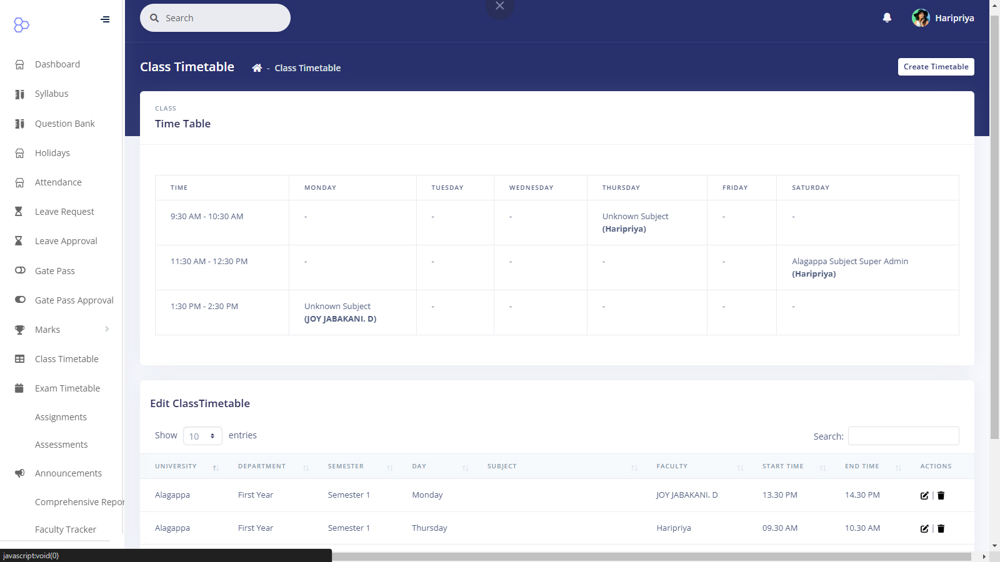 Search
Haripriya
Class Timetable - Class Timetable
Create Timetable
Dashboard
Syllabus
Question Bank
Holidays
Attendance
Leave Request
Leave Approval
Gate Pass
Gate Pass Approval
Marks
Class Timetable
Exam Timetable
Assignments
Assessments
Announcements
Comprehensive Repor
Faculty Tracker
CLASS
Time Table
TIME MONDAY TUESDAY WEDNESDAY THURSDAY FRIDAY SATURDAY
9:30 AM - 10:30 AM - - - Unknown Subject - -
(Haripriya)
11:30 AM - 12:30 PM - - - - - Alagappa Subject Super Admin
(Haripriya)
1:30 PM - 2:30 PM Unknown Subject - - - - -
(JOY JABAKANI. D)
Edit ClassTimetable
Show 10 entries
Search:
UNIVERSITY DEPARTMENT SEMESTER DAY SUBJECT FACULTY START TIME END TIME ACTIONS
Alagappa First Year Semester 1 Monday JOY JABAKANI. D 13.30 PM 14.30 PM |
Alagappa First Year Semester 1 Thursday Haripriya 09.30 AM 10.30 AM |
javascript:void(0)